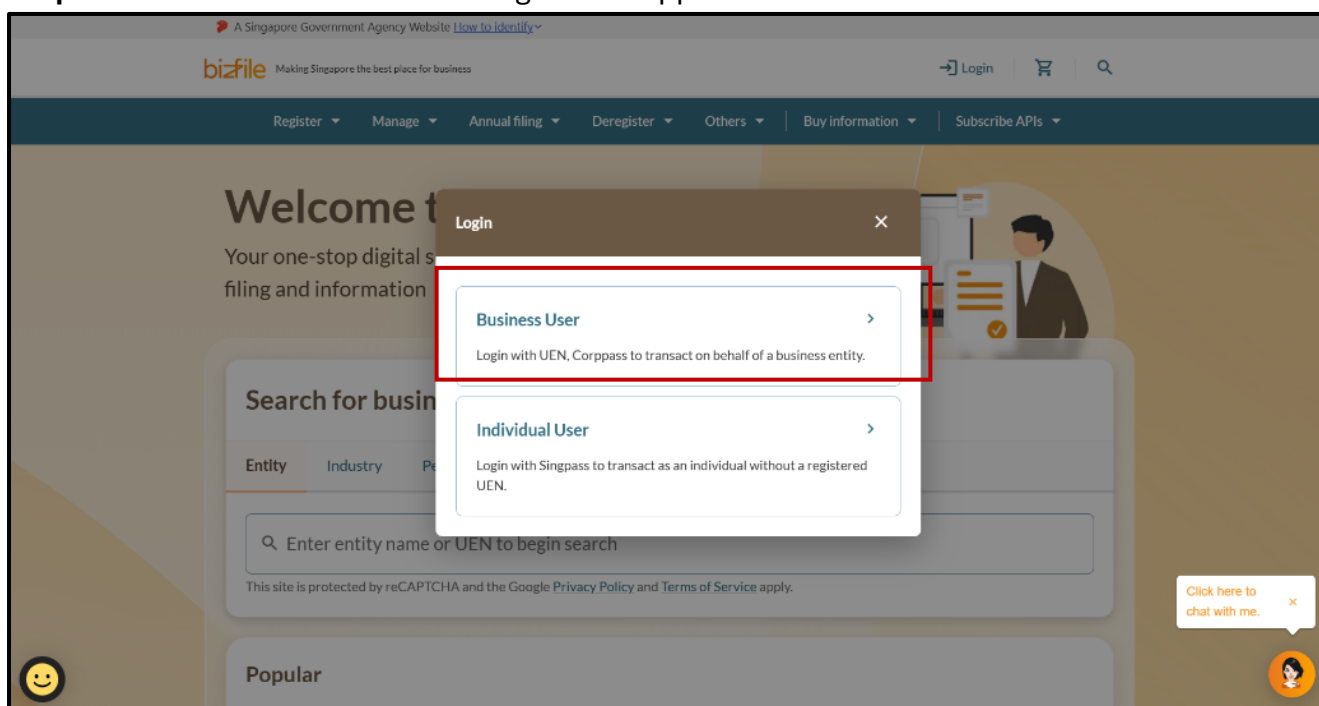 A Singapore Government Agency Website How to identify
bizfile Making Singapore the best place for business
Login
Register Manage Annual filing Deregister Others Buy information Subscribe APIs
Welcome t
Your one-stop digital s
filing and information
Login
Business User
Login with UEN, Corppass to transact on behalf of a business entity.
Individual User
Login with Singpass to transact as an individual without a registered
UEN.
Search for busin
Entity Industry Pe
Enter entity name or UEN to begin search
This site is protected by reCAPTCHA and the Google Privacy Policy and Terms of Service apply.
Click here to
chat with me.
Popular